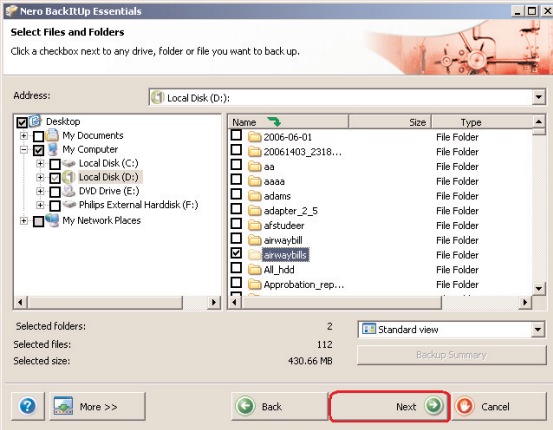 Nero BackItUp Essentials
Select Files and Folders
Click a checkbox next to any drive, folder or file you want to back up.
Address:
Local Disk (D:):
Desktop
My Documents
My Computer
Local Disk (C:)
Local Disk (D:)
DVD Drive (E:)
Philips External Harddisk (F:)
My Network Places
Name Size Type
2006-06-01 File Folder
20061403_2318... File Folder
aa File Folder
aaaa File Folder
adams File Folder
adapter_2_5 File Folder
afstudeer File Folder
airwaybill File Folder
airwaybills File Folder
All_hdd File Folder
Approbation_rep... File Folder
Selected folders: 2
Selected files: 112
Selected size: 430.66 MB
Standard view
Backup Summary
More >>
Back
Next
Cancel